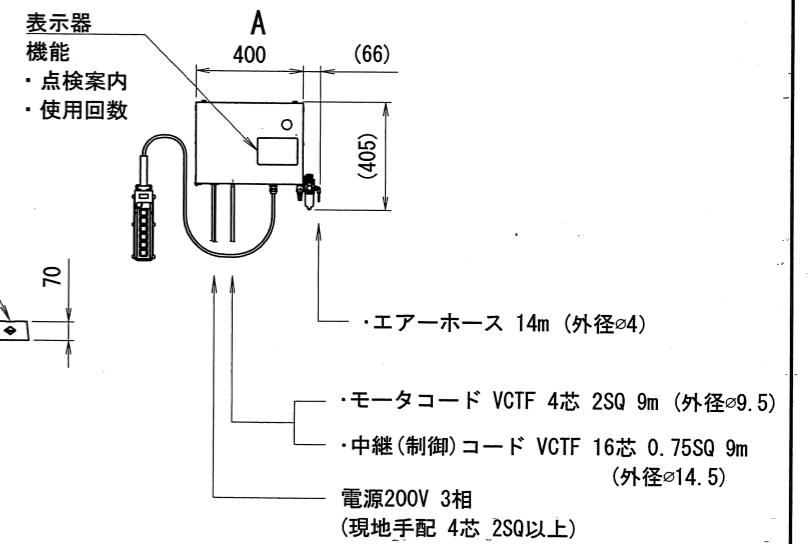 表示器
機能
・点検案内
・使用回数
A
400
(66)
(405)
70
・エアーホース 14m (外径⌀4)
・モータコード VCTF 4芯 2SQ 9m (外径⌀9.5)
・中継(制御)コード VCTF 16芯 0.75SQ 9m
(外径⌀14.5)
電源200V 3相
(現地手配 4芯 2SQ以上)